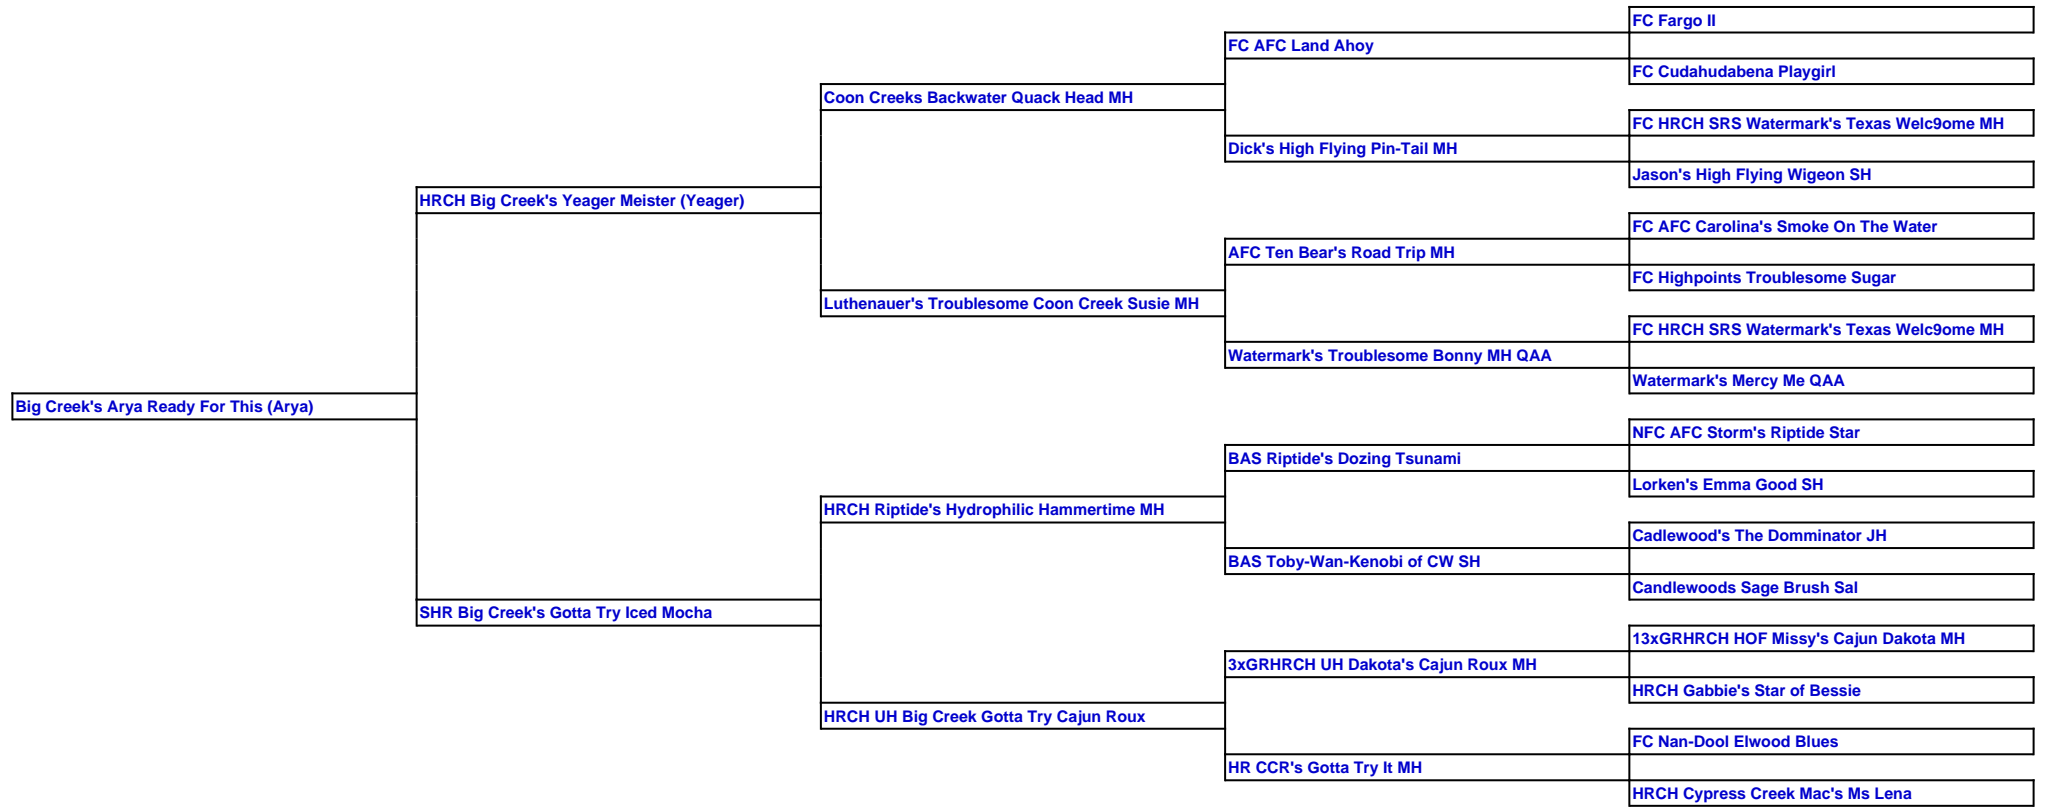 FC Fargo II
FC AFC Land Ahoy
FC Cudahudabena Playgirl
Coon Creeks Backwater Quack Head MH
FC HRCH SRS Watermark's Texas Welc9ome MH
Dick's High Flying Pin-Tail MH
Jason's High Flying Wigeon SH
HRCH Big Creek's Yeager Meister (Yeager)
FC AFC Carolina's Smoke On The Water
AFC Ten Bear's Road Trip MH
FC Highpoints Troublesome Sugar
Luthenauer's Troublesome Coon Creek Susie MH
FC HRCH SRS Watermark's Texas Welc9ome MH
Watermark's Troublesome Bonny MH QAA
Watermark's Mercy Me QAA
Big Creek's Arya Ready For This (Arya)
NFC AFC Storm's Riptide Star
BAS Riptide's Dozing Tsunami
Lorken's Emma Good SH
HRCH Riptide's Hydrophilic Hammertime MH
Cadlewood's The Domminator JH
BAS Toby-Wan-Kenobi of CW SH
Candlewoods Sage Brush Sal
SHR Big Creek's Gotta Try Iced Mocha
13xGRHRCH HOF Missy's Cajun Dakota MH
3xGRHRCH UH Dakota's Cajun Roux MH
HRCH Gabbie's Star of Bessie
HRCH UH Big Creek Gotta Try Cajun Roux
FC Nan-Dool Elwood Blues
HR CCR's Gotta Try It MH
HRCH Cypress Creek Mac's Ms Lena